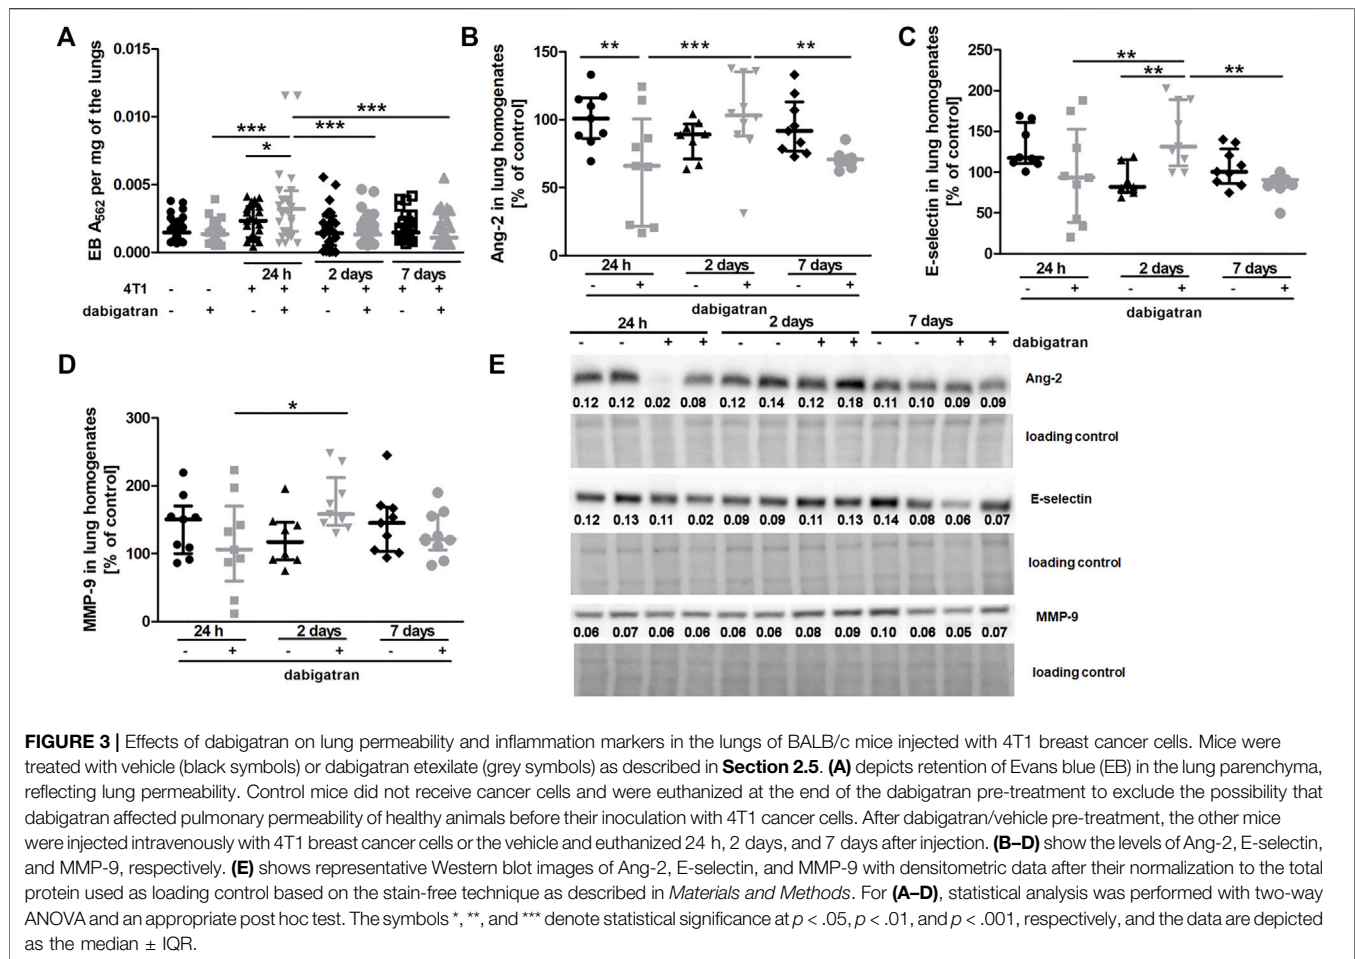 A
EB A562 per mg of the lungs
0.015
0.010
0.005
0.000
***
***
***
*
24 h
2 days
7 days
4T1 - - + + + + + +
dabigatran - + - + - + - +
B
Ang-2 in lung homogenates
[% of control]
150
100
50
0
**
***
**
24 h
2 days
7 days
- + - + - +
dabigatran
C
E-selectin in lung homogenates
[% of control]
250
200
150
100
50
0
**
**
**
24 h
2 days
7 days
- + - + - +
dabigatran
D
MMP-9 in lung homogenates
[% of control]
300
200
100
0
*
24 h
2 days
7 days
- + - + - +
dabigatran
E
24 h
2 days
7 days
- - + + - - + + - - + + dabigatran
Ang-2
0.12 0.12 0.02 0.08 0.12 0.14 0.12 0.18 0.11 0.10 0.09 0.09
loading control
E-selectin
0.12 0.13 0.11 0.02 0.09 0.09 0.11 0.13 0.14 0.08 0.06 0.07
loading control
MMP-9
0.06 0.07 0.06 0.06 0.06 0.06 0.08 0.09 0.10 0.06 0.05 0.07
loading control
FIGURE 3 | Effects of dabigatran on lung permeability and inflammation markers in the lungs of BALB/c mice injected with 4T1 breast cancer cells. Mice were
treated with vehicle (black symbols) or dabigatran etexilate (grey symbols) as described in Section 2.5. (A) depicts retention of Evans blue (EB) in the lung parenchyma,
reflecting lung permeability. Control mice did not receive cancer cells and were euthanized at the end of the dabigatran pre-treatment to exclude the possibility that
dabigatran affected pulmonary permeability of healthy animals before their inoculation with 4T1 cancer cells. After dabigatran/vehicle pre-treatment, the other mice
were injected intravenously with 4T1 breast cancer cells or the vehicle and euthanized 24 h, 2 days, and 7 days after injection. (B–D) show the levels of Ang-2, E-selectin,
and MMP-9, respectively. (E) shows representative Western blot images of Ang-2, E-selectin, and MMP-9 with densitometric data after their normalization to the total
protein used as loading control based on the stain-free technique as described in Materials and Methods. For (A–D), statistical analysis was performed with two-way
ANOVA and an appropriate post hoc test. The symbols *, **, and *** denote statistical significance at p < .05, p < .01, and p < .001, respectively, and the data are depicted
as the median ± IQR.